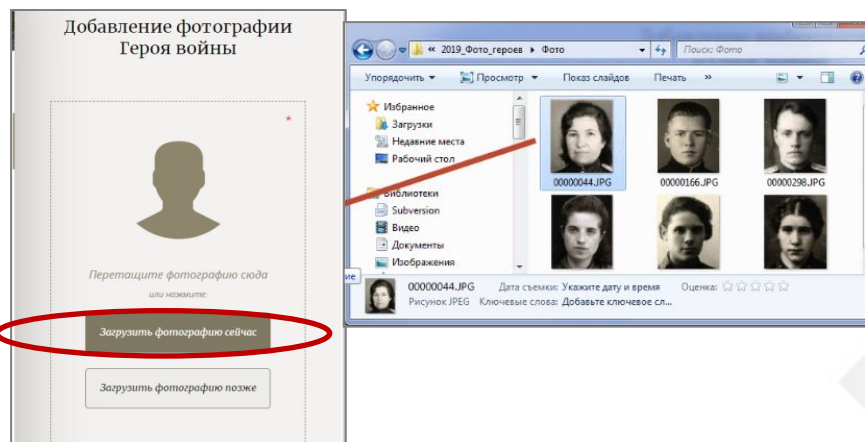 Добавление фотографии
Героя войны
*
Перетащите фотографию сюда
или нажмите:
Загрузить фотографию сейчас
Загрузить фотографию позже
« 2019_Фото_героев ▸ Фото
Поиск: Фото
Упорядочить ▾ Просмотр ▾ Показ слайдов Печать »
Избранное
Загрузки
Недавние места
Рабочий стол
Библиотеки
Subversion
Видео
Документы
Изображения
00000044.JPG 00000166.JPG 00000298.JPG
00000044.JPG Дата съемки: Укажите дату и время Оценка: ☆☆☆☆☆
Рисунок JPEG Ключевые слова: Добавьте ключевое сл...